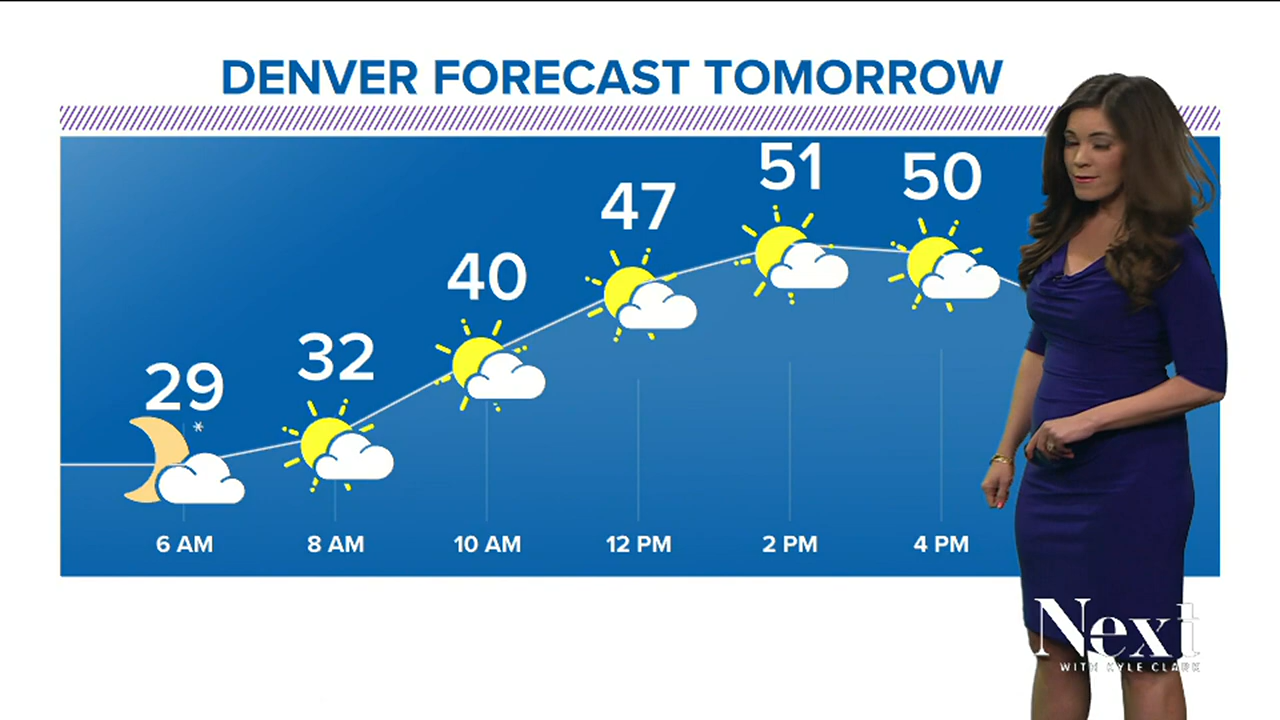 DENVER FORECAST TOMORROW
29
32
40
47
51
50
6 AM
8 AM
10 AM
12 PM
2 PM
4 PM
Next
WITH KYLE CLARK